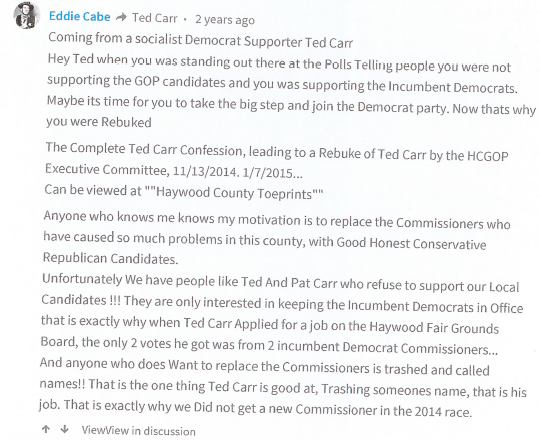 Eddie Cabe → Ted Carr • 2 years ago
Coming from a socialist Democrat Supporter Ted Carr
Hey Ted when you was standing out there at the Polls Telling people you were not
supporting the GOP candidates and you was supporting the Incumbent Democrats.
Maybe its time for you to take the big step and join the Democrat party. Now thats why
you were Rebuked
The Complete Ted Carr Confession, leading to a Rebuke of Ted Carr by the HCGOP
Executive Committee, 11/13/2014. 1/7/2015...
Can be viewed at ""Haywood County Toeprints""
Anyone who knows me knows my motivation is to replace the Commissioners who
have caused so much problems in this county, with Good Honest Conservative
Republican Candidates.
Unfortunately We have people like Ted And Pat Carr who refuse to support our Local
Candidates !!! They are only interested in keeping the Incumbent Democrats in Office
that is exactly why when Ted Carr Applied for a job on the Haywood Fair Grounds
Board, the only 2 votes he got was from 2 incumbent Democrat Commissioners...
And anyone who does Want to replace the Commissioners is trashed and called
names!! That is the one thing Ted Carr is good at, Trashing someones name, that is his
job. That is exactly why we Did not get a new Commissioner in the 2014 race.
↑ ↓ ViewView in discussion